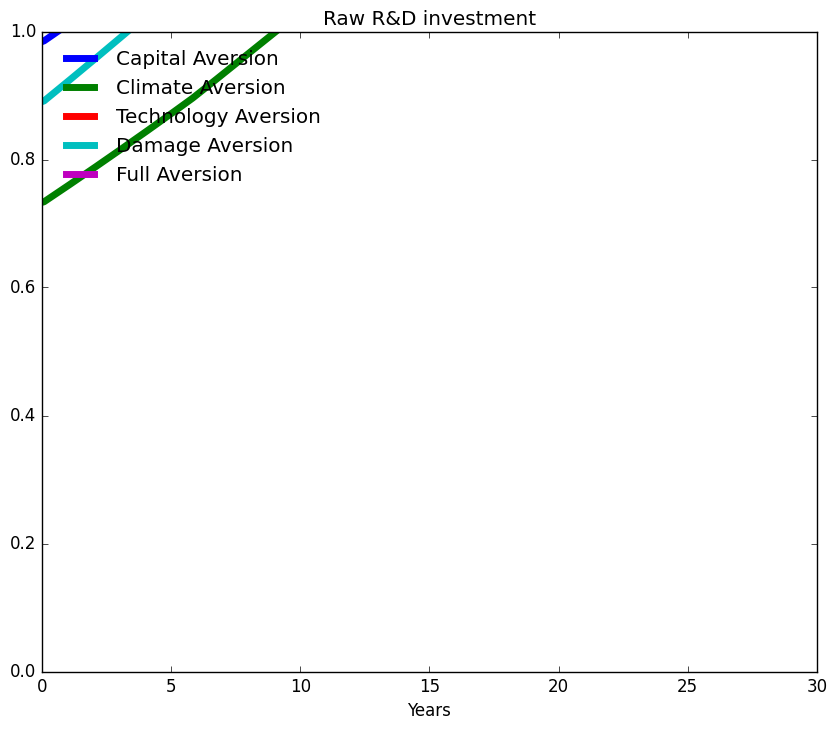 Raw R&D investment
1.0
Capital Aversion
Climate Aversion
Technology Aversion
Damage Aversion
Full Aversion
0.8
0.6
0.4
0.2
0.0
0 5 10 15 20 25 30
Years